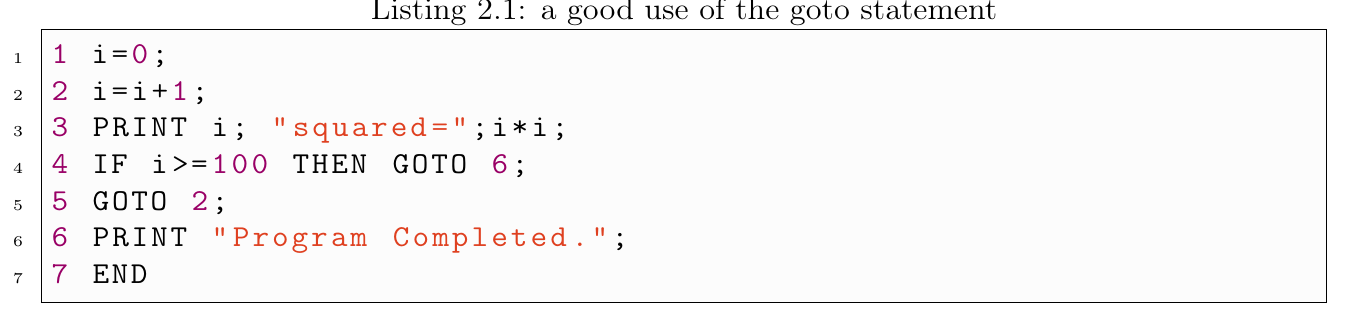 Listing 2.1: a good use of the goto statement
1 1 i=0;
2 2 i=i+1;
3 3 PRINT i; "squared=";i*i;
4 4 IF i>=100 THEN GOTO 6;
5 5 GOTO 2;
6 6 PRINT "Program Completed.";
7 7 END